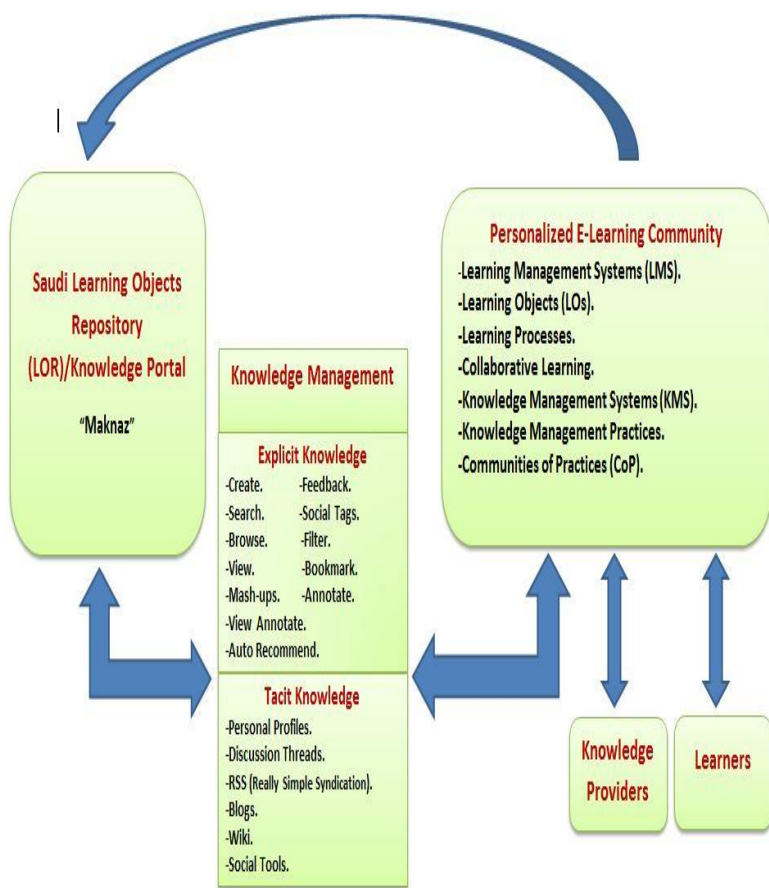 Saudi Learning Objects
Repository
(LOR)/Knowledge Portal
"Maknaz"
Personalized E-Learning Community
-Learning Management Systems (LMS).
-Learning Objects (LOs).
-Learning Processes.
-Collaborative Learning.
-Knowledge Management Systems (KMS).
-Knowledge Management Practices.
-Communities of Practices (CoP).
Knowledge Management
Explicit Knowledge
-Create. -Feedback.
-Search. -Social Tags.
-Browse. -Filter.
-View. -Bookmark.
-Mash-ups. -Annotate.
-View Annotate.
-Auto Recommend.
Tacit Knowledge
-Personal Profiles.
-Discussion Threads.
-RSS (Really Simple Syndication).
-Blogs.
-Wiki.
-Social Tools.
Knowledge
Providers
Learners